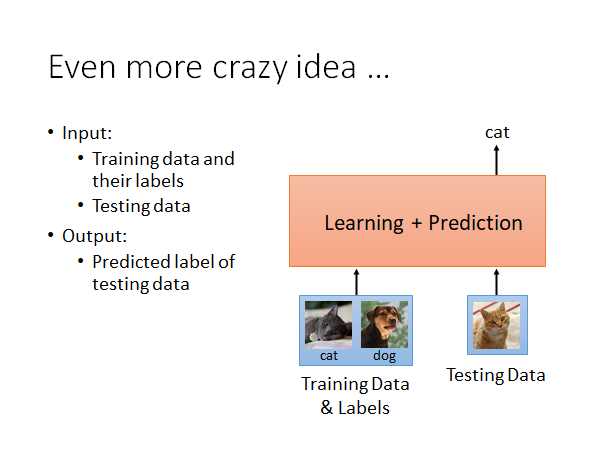 Even more crazy idea …
• Input:
• Training data and
their labels
• Testing data
• Output:
• Predicted label of
testing data
cat
Learning + Prediction
cat
dog
Training Data
& Labels
Testing Data